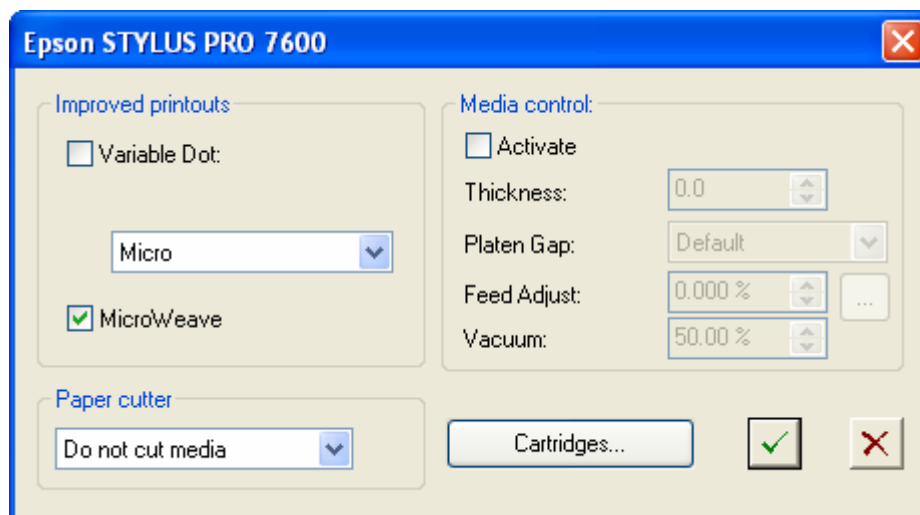 Epson STYLUS PRO 7600
Improved printouts
Variable Dot:
Micro
MicroWeave
Paper cutter
Do not cut media
Media control:
Activate
Thickness: 0.0
Platen Gap: Default
Feed Adjust: 0.000 % ...
Vacuum: 50.00 %
Cartridges...